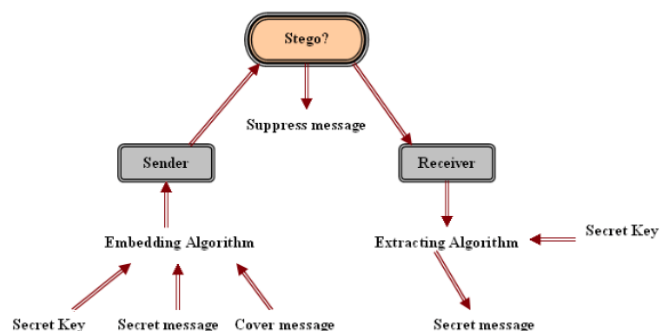 Stego?
Suppress message
Sender
Receiver
Embedding Algorithm
Extracting Algorithm
Secret Key
Secret Key
Secret message
Cover message
Secret message